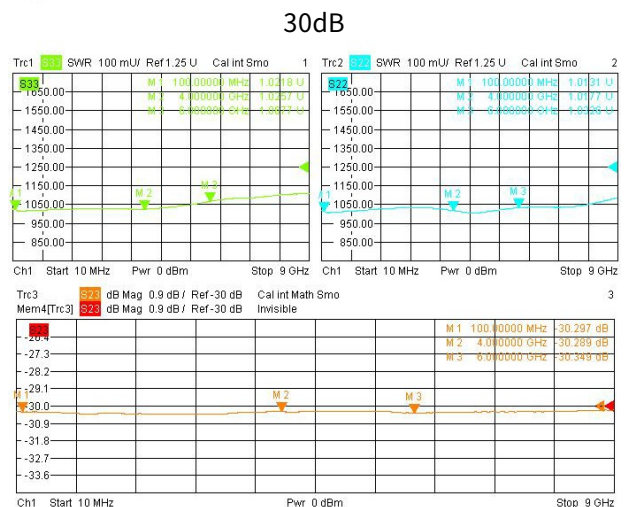 30dB
Trc1 S33 SWR 100 mU/ Ref 1.25 U Cal int Smo 1
S33
M 1 100.00000 MHz 1.0218 U
M 2 4.000000 GHz 1.0257 U
1650.00
1550.00
1450.00
1350.00
1250.00
1150.00
1050.00
950.00
850.00
M 2
M 3
Ch1 Start 10 MHz Pwr 0 dBm Stop 9 GHz
Trc2 S22 SWR 100 mU/ Ref 1.25 U Cal int Smo 2
S22
M 1 100.00000 MHz 1.0131 U
M 2 4.000000 GHz 1.0177 U
1650.00
1550.00
1450.00
1350.00
1250.00
1150.00
1050.00
950.00
850.00
M 2
M 3
Ch1 Start 10 MHz Pwr 0 dBm Stop 9 GHz
Trc3 S23 dB Mag 0.9 dB / Ref -30 dB Cal int Math Smo 3
Mem4[Trc3] S23 dB Mag 0.9 dB / Ref -30 dB Invisible
S23
M 1 100.00000 MHz -30.297 dB
M 2 4.000000 GHz -30.289 dB
M 3 6.000000 GHz -30.349 dB
-26.4
-27.3
-28.2
-29.1
-30.0
-30.9
-31.8
-32.7
-33.6
M 1
M 2
M 3
Ch1 Start 10 MHz Pwr 0 dBm Stop 9 GHz